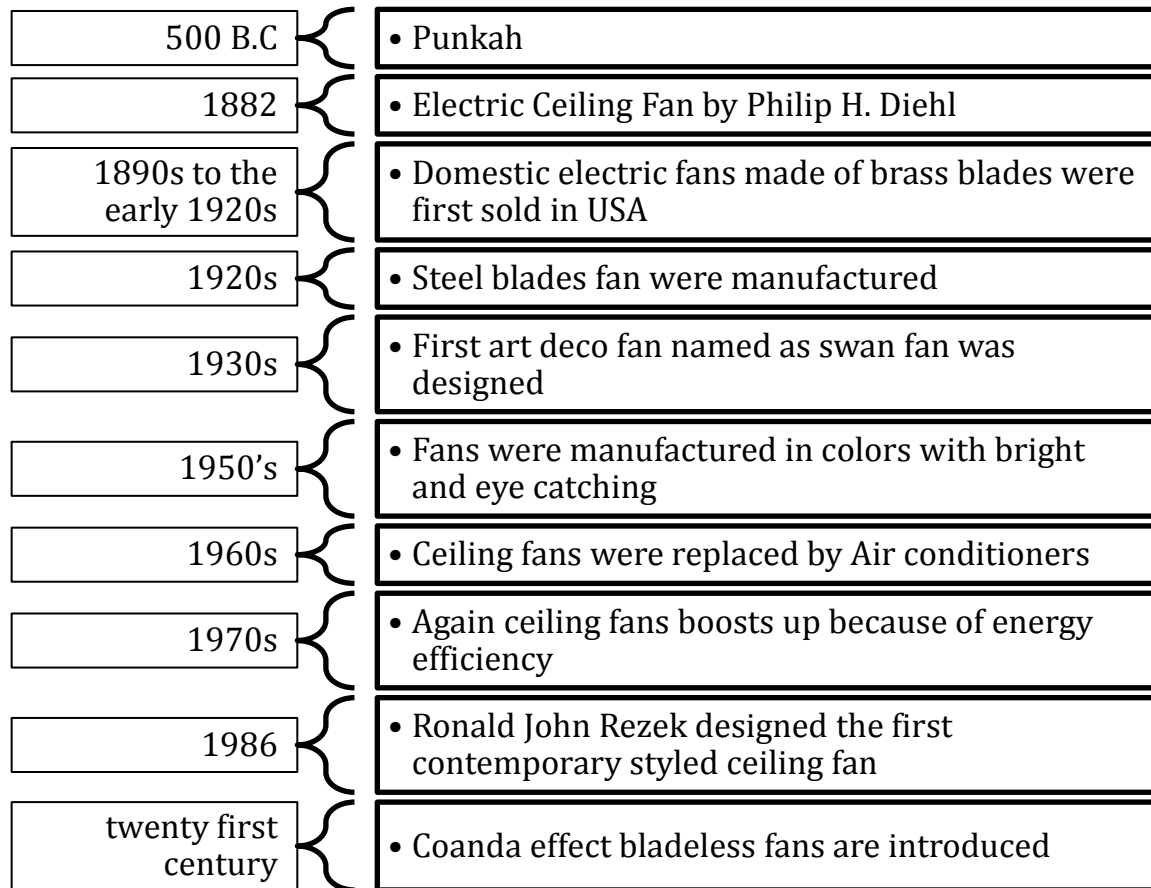 500 B.C
• Punkah
1882
• Electric Ceiling Fan by Philip H. Diehl
1890s to the
early 1920s
• Domestic electric fans made of brass blades were
first sold in USA
1920s
• Steel blades fan were manufactured
1930s
• First art deco fan named as swan fan was
designed
1950’s
• Fans were manufactured in colors with bright
and eye catching
1960s
• Ceiling fans were replaced by Air conditioners
1970s
• Again ceiling fans boosts up because of energy
efficiency
1986
• Ronald John Rezek designed the first
contemporary styled ceiling fan
twenty first
century
• Coanda effect bladeless fans are introduced